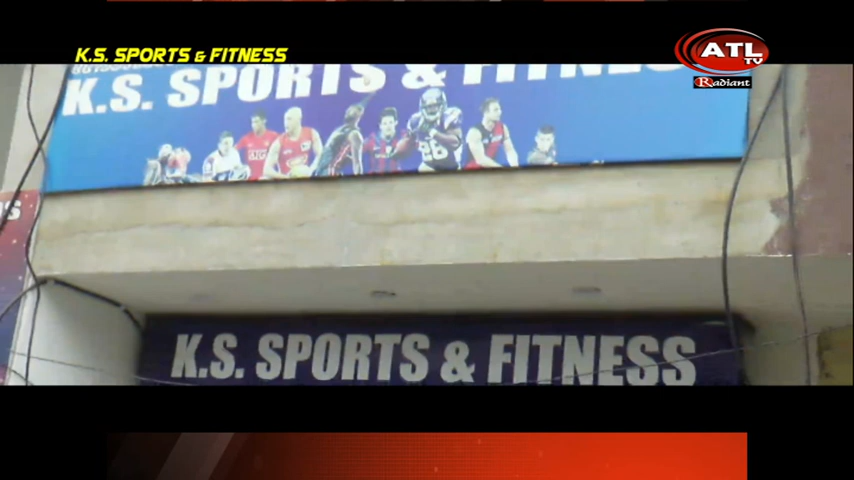 K.S. SPORTS & FITNESS
ATL
TV
Radiant
K.S. SPORTS & FITNESS
26
K.S. SPORTS & FITNESS